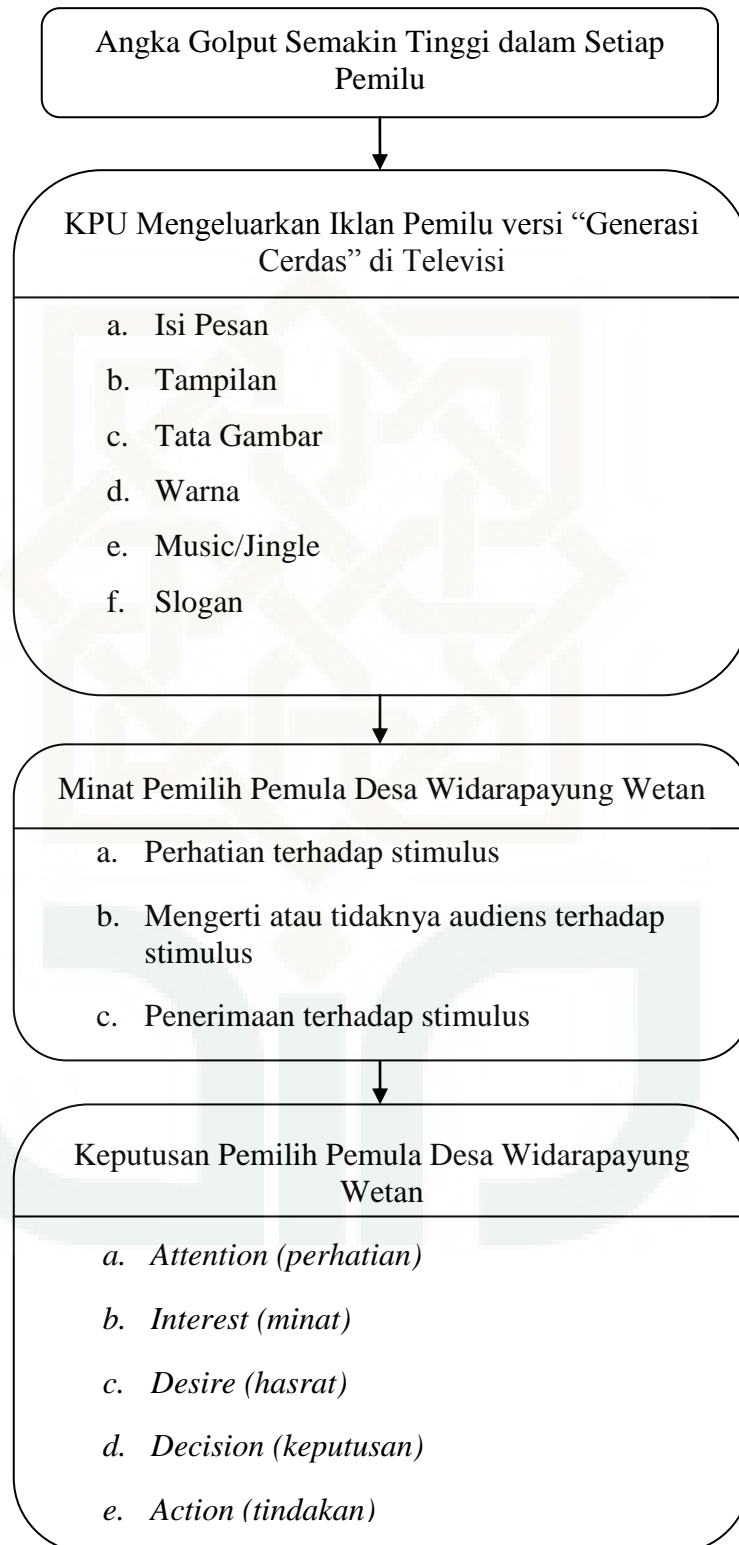 Angka Golput Semakin Tinggi dalam Setiap
Pemilu
KPU Mengeluarkan Iklan Pemilu versi “Generasi
Cerdas” di Televisi
a. Isi Pesan
b. Tampilan
c. Tata Gambar
d. Warna
e. Music/Jingle
f. Slogan
Minat Pemilih Pemula Desa Widarapayung Wetan
a. Perhatian terhadap stimulus
b. Mengerti atau tidaknya audiens terhadap
stimulus
c. Penerimaan terhadap stimulus
Keputusan Pemilih Pemula Desa Widarapayung
Wetan
a. Attention (perhatian)
b. Interest (minat)
c. Desire (hasrat)
d. Decision (keputusan)
e. Action (tindakan)